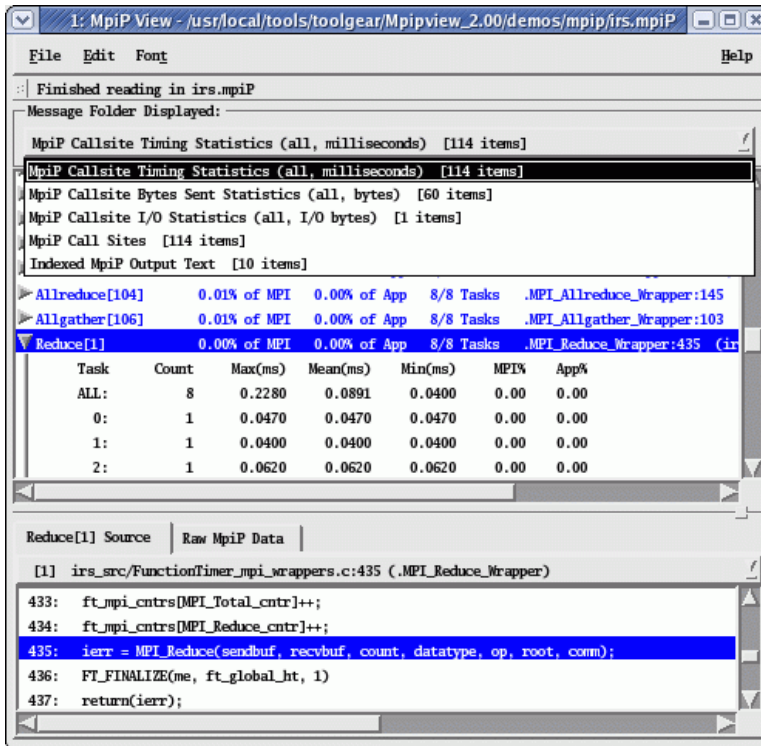 1: MpiP View - /usr/local/tools/toolgear/Mpipview_2.00/demos/mpip/irs.mpiP
File Edit Font Help
Finished reading in irs.mpiP
Message Folder Displayed:
MpiP Callsite Timing Statistics (all, milliseconds) [114 items]
MpiP Callsite Timing Statistics (all, milliseconds) [114 items]
MpiP Callsite Bytes Sent Statistics (all, bytes) [60 items]
MpiP Callsite I/O Statistics (all, I/O bytes) [1 items]
MpiP Call Sites [114 items]
Indexed MpiP Output Text [10 items]
Allreduce[104] 0.01% of MPI 0.00% of App 8/8 Tasks .MPI_Allreduce_Wrapper:145
Allgather[106] 0.01% of MPI 0.00% of App 8/8 Tasks .MPI_Allgather_Wrapper:103
Reduce[1] 0.00% of MPI 0.00% of App 8/8 Tasks .MPI_Reduce_Wrapper:435 (ir
Task Count Max(ms) Mean(ms) Min(ms) MPI% App%
ALL: 8 0.2280 0.0891 0.0400 0.00 0.00
0: 1 0.0470 0.0470 0.0470 0.00 0.00
1: 1 0.0400 0.0400 0.0400 0.00 0.00
2: 1 0.0620 0.0620 0.0620 0.00 0.00
Reduce[1] Source Raw MpiP Data
[1] irs_src/FunctionTimer_mpi_wrappers.c:435 (.MPI_Reduce_Wrapper)
433: ft_mpi_cntrs[MPI_Total_cntr]++;
434: ft_mpi_cntrs[MPI_Reduce_cntr]++;
435: ierr = MPI_Reduce(sendbuf, recvbuf, count, datatype, op, root, comm);
436: FT_FINALIZE(me, ft_global_ht, 1)
437: return(ierr);